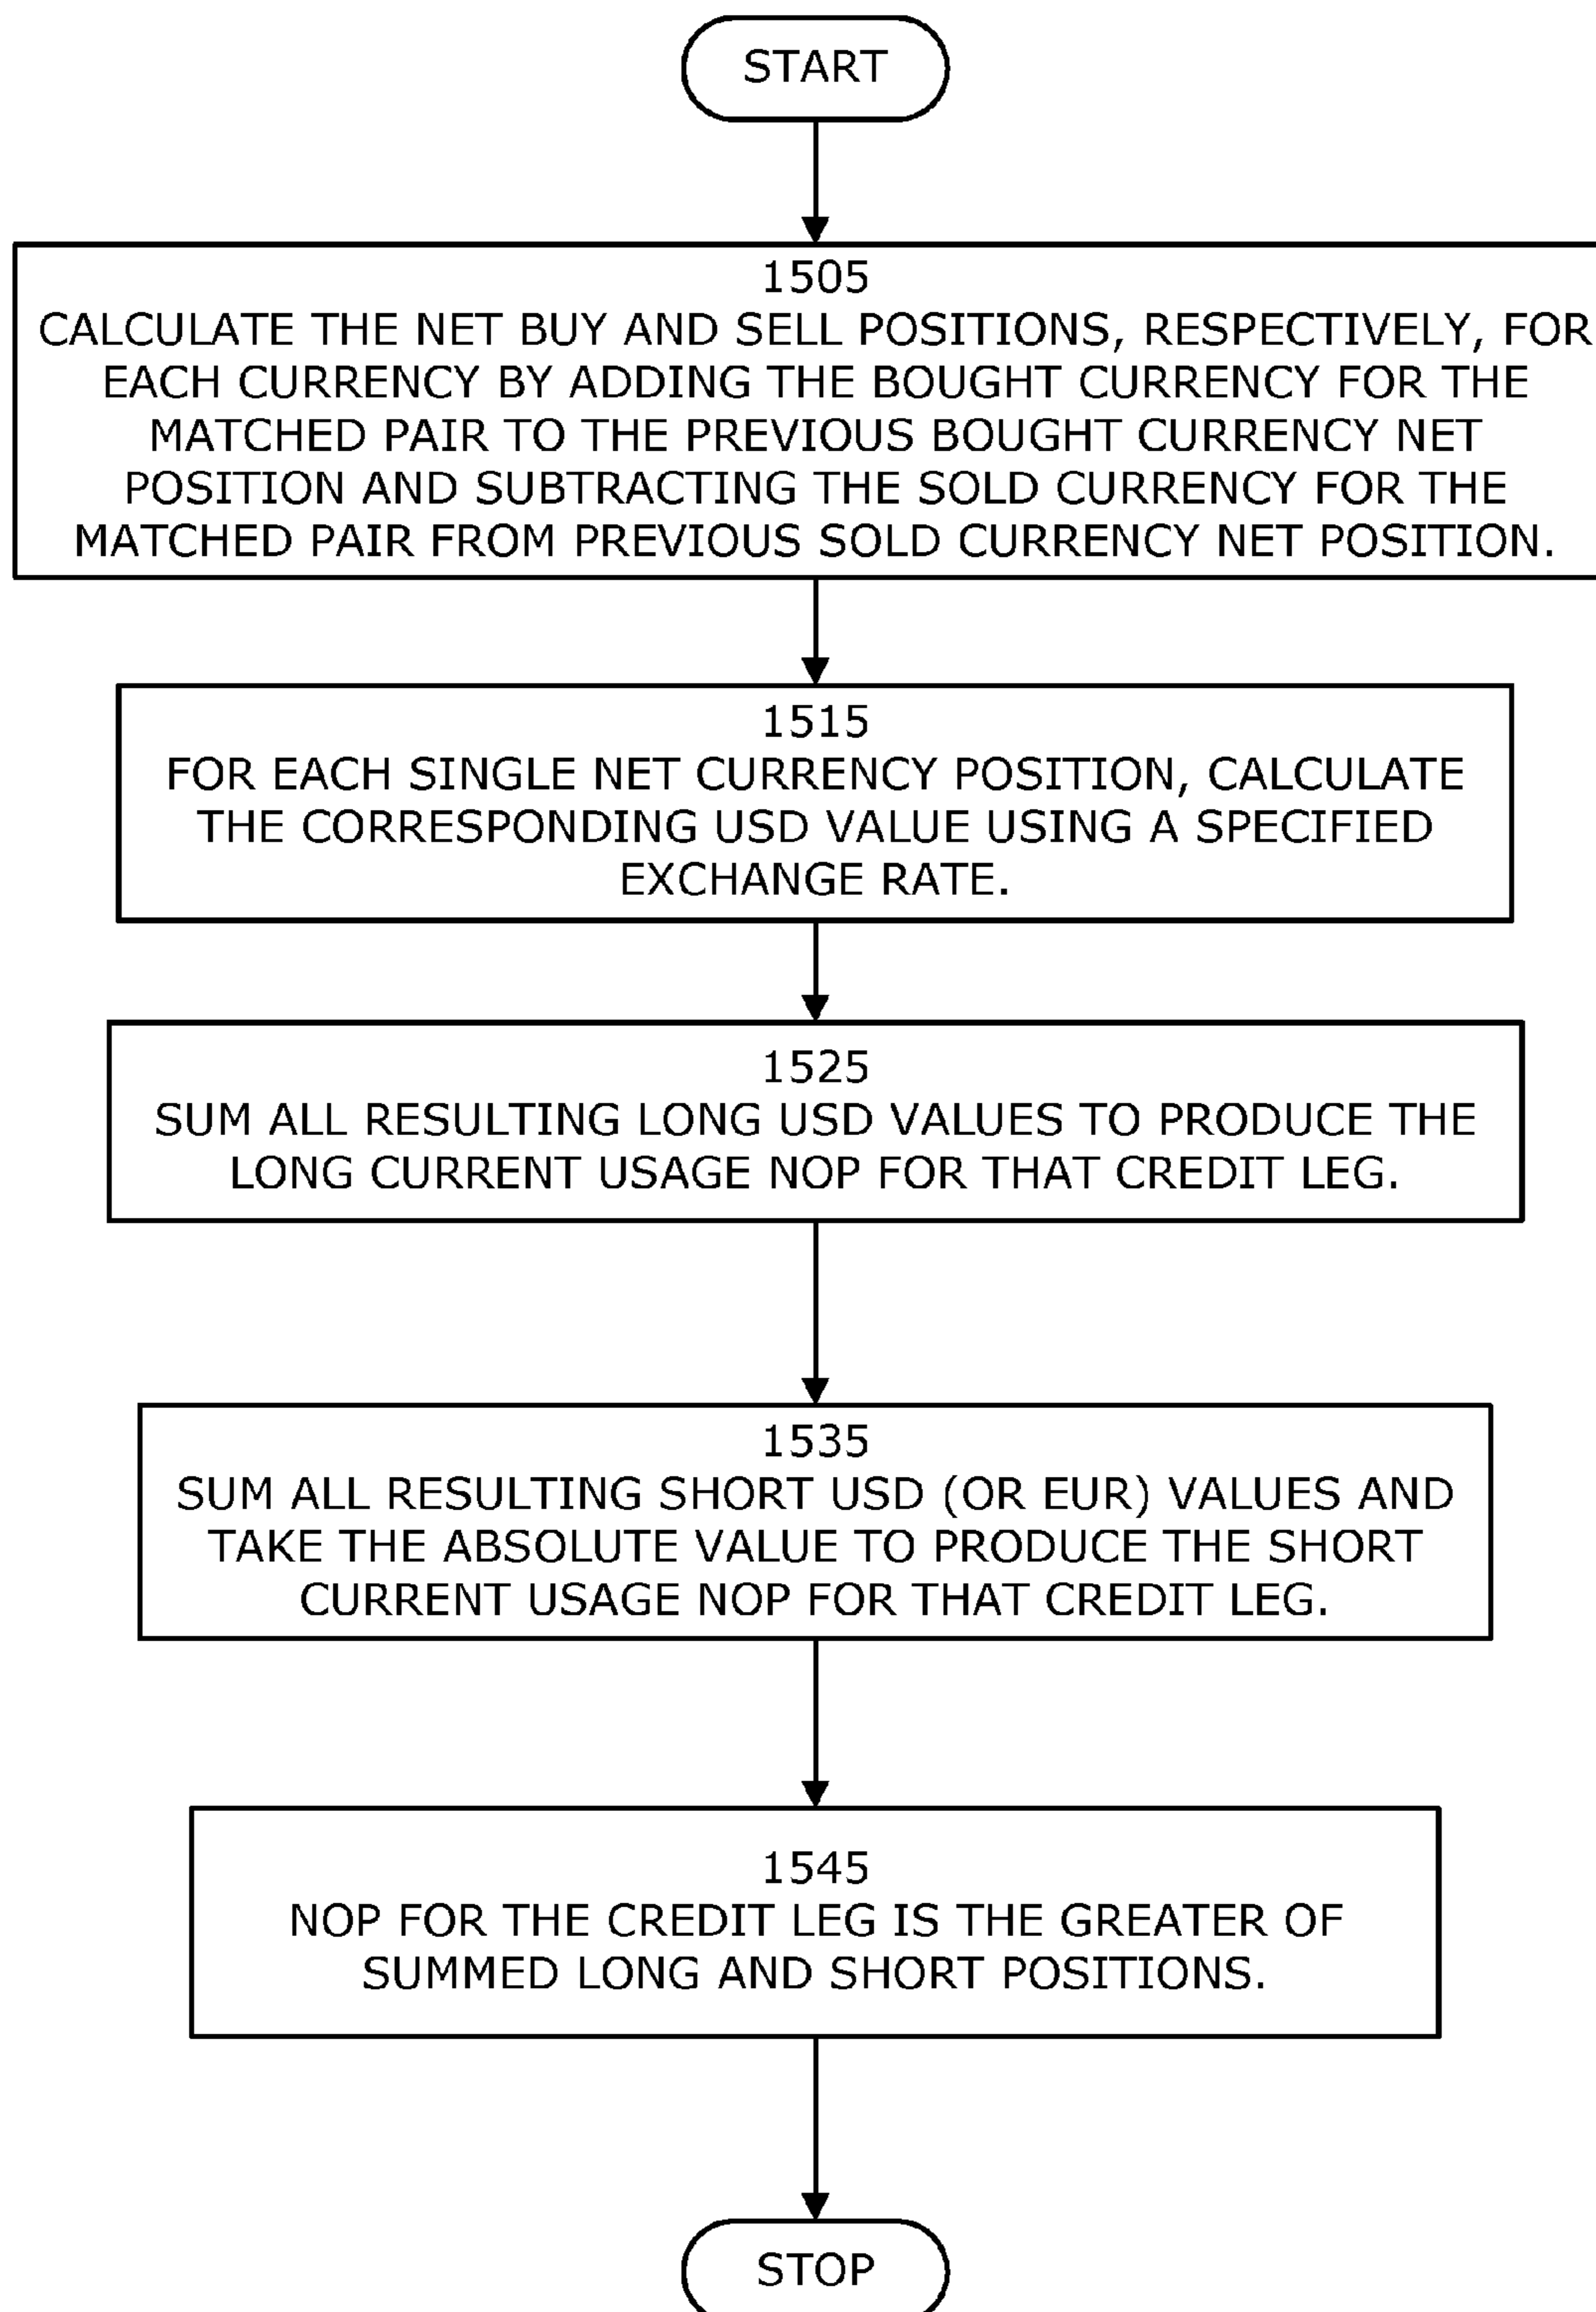 START
1505
CALCULATE THE NET BUY AND SELL POSITIONS, RESPECTIVELY, FOR
EACH CURRENCY BY ADDING THE BOUGHT CURRENCY FOR THE
MATCHED PAIR TO THE PREVIOUS BOUGHT CURRENCY NET
POSITION AND SUBTRACTING THE SOLD CURRENCY FOR THE
MATCHED PAIR FROM PREVIOUS SOLD CURRENCY NET POSITION.
1515
FOR EACH SINGLE NET CURRENCY POSITION, CALCULATE
THE CORRESPONDING USD VALUE USING A SPECIFIED
EXCHANGE RATE.
1525
SUM ALL RESULTING LONG USD VALUES TO PRODUCE THE
LONG CURRENT USAGE NOP FOR THAT CREDIT LEG.
1535
SUM ALL RESULTING SHORT USD (OR EUR) VALUES AND
TAKE THE ABSOLUTE VALUE TO PRODUCE THE SHORT
CURRENT USAGE NOP FOR THAT CREDIT LEG.
1545
NOP FOR THE CREDIT LEG IS THE GREATER OF
SUMMED LONG AND SHORT POSITIONS.
STOP